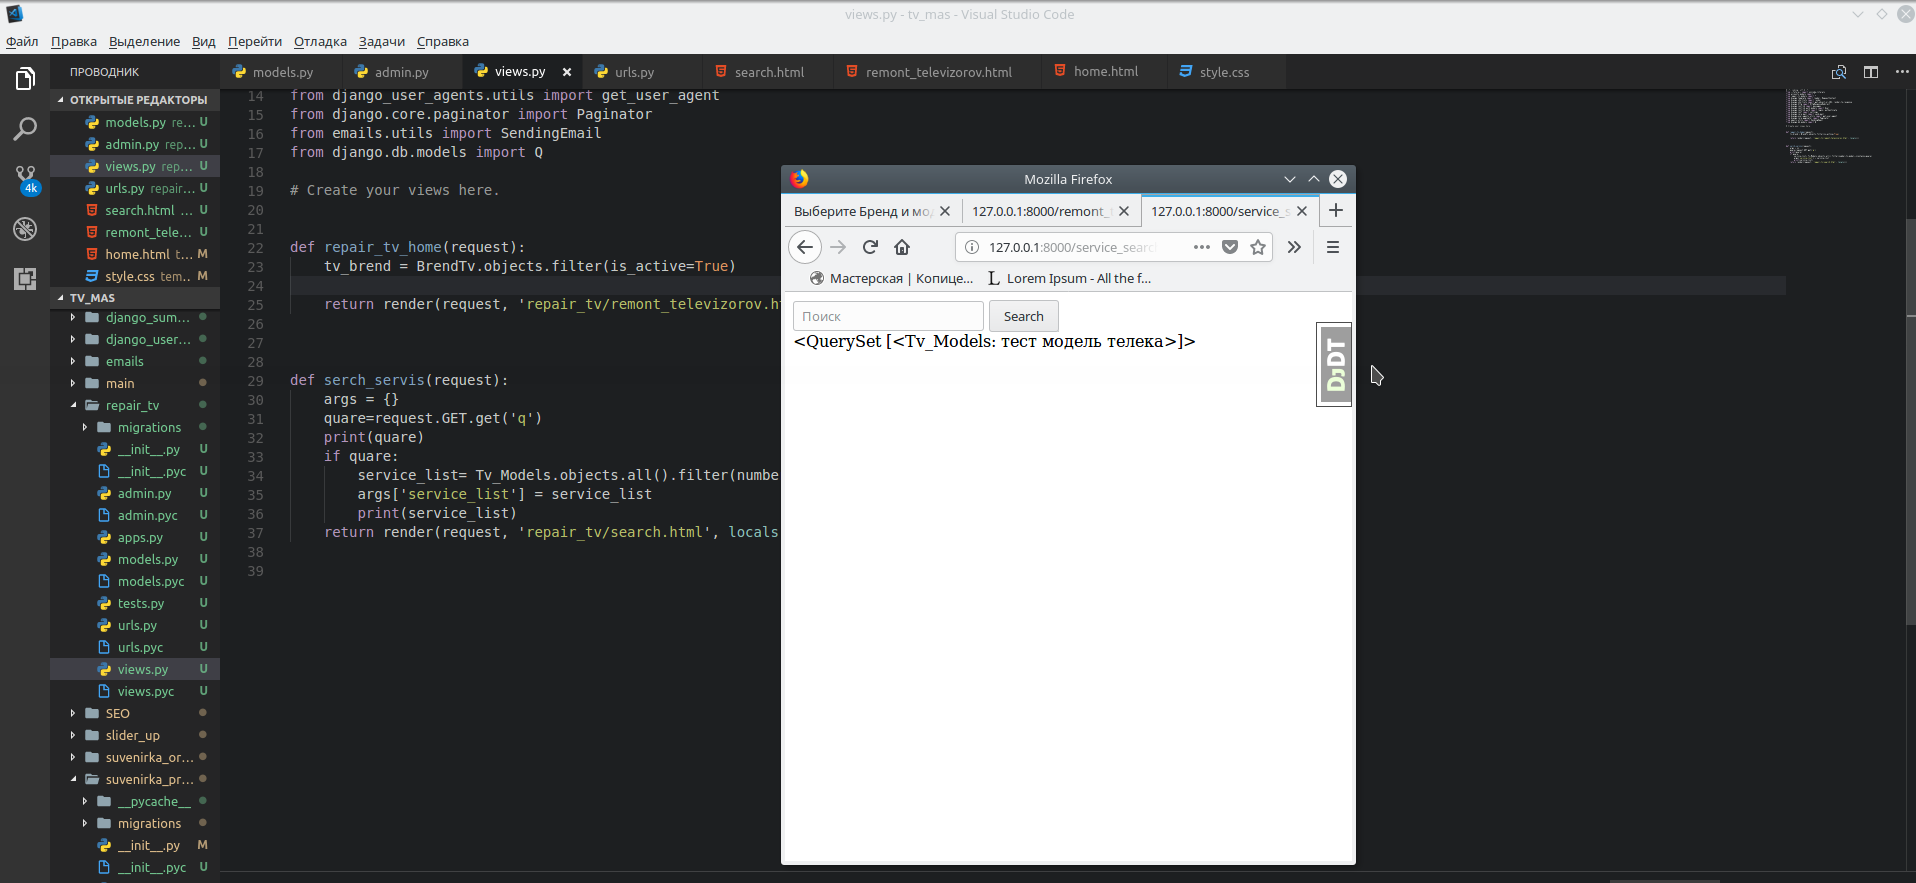 views.py - tv_mas - Visual Studio Code
Файл Правка Выделение Вид Перейти Отладка Задачи Справка
ПРОВОДНИК
models.py admin.py views.py urls.py search.html remont_televizorov.html home.html style.css
ОТКРЫТЫЕ РЕДАКТОРЫ
models.py re... U
admin.py rep... U
views.py rep... U
urls.py repair... U
search.html ... U
remont_tele... U
home.html t... M
style.css tem... M
4k
TV_MAS
django_sum...
django_user...
emails
main
repair_tv
migrations
__init__.py U
__init__.pyc U
admin.py U
admin.pyc U
apps.py U
models.py U
models.pyc U
tests.py U
urls.py U
urls.pyc U
views.py U
views.pyc U
SEO
slider_up
suvenirka_or...
suvenirka_pr...
__pycache__
migrations
__init__.py M
__init__.pyc U
14 from django_user_agents.utils import get_user_agent
15 from django.core.paginator import Paginator
16 from emails.utils import SendingEmail
17 from django.db.models import Q
18
19 # Create your views here.
20
21
22 def repair_tv_home(request):
23 tv_brend = BrendTv.objects.filter(is_active=True)
24
25 return render(request, 'repair_tv/remont_televizorov.ht
26
27
28
29 def serch_servis(request):
30 args = {}
31 quare=request.GET.get('q')
32 print(quare)
33 if quare:
34 service_list= Tv_Models.objects.all().filter(numbe
35 args['service_list'] = service_list
36 print(service_list)
37 return render(request, 'repair_tv/search.html', locals
38
39
Mozilla Firefox
Выберите Бренд и мод 127.0.0.1:8000/remont_t 127.0.0.1:8000/service_s
127.0.0.1:8000/service_searc
Мастерская | Копице... Lorem Ipsum - All the f...
Поиск Search
<QuerySet [<Tv_Models: тест модель телека>]>
DJDT